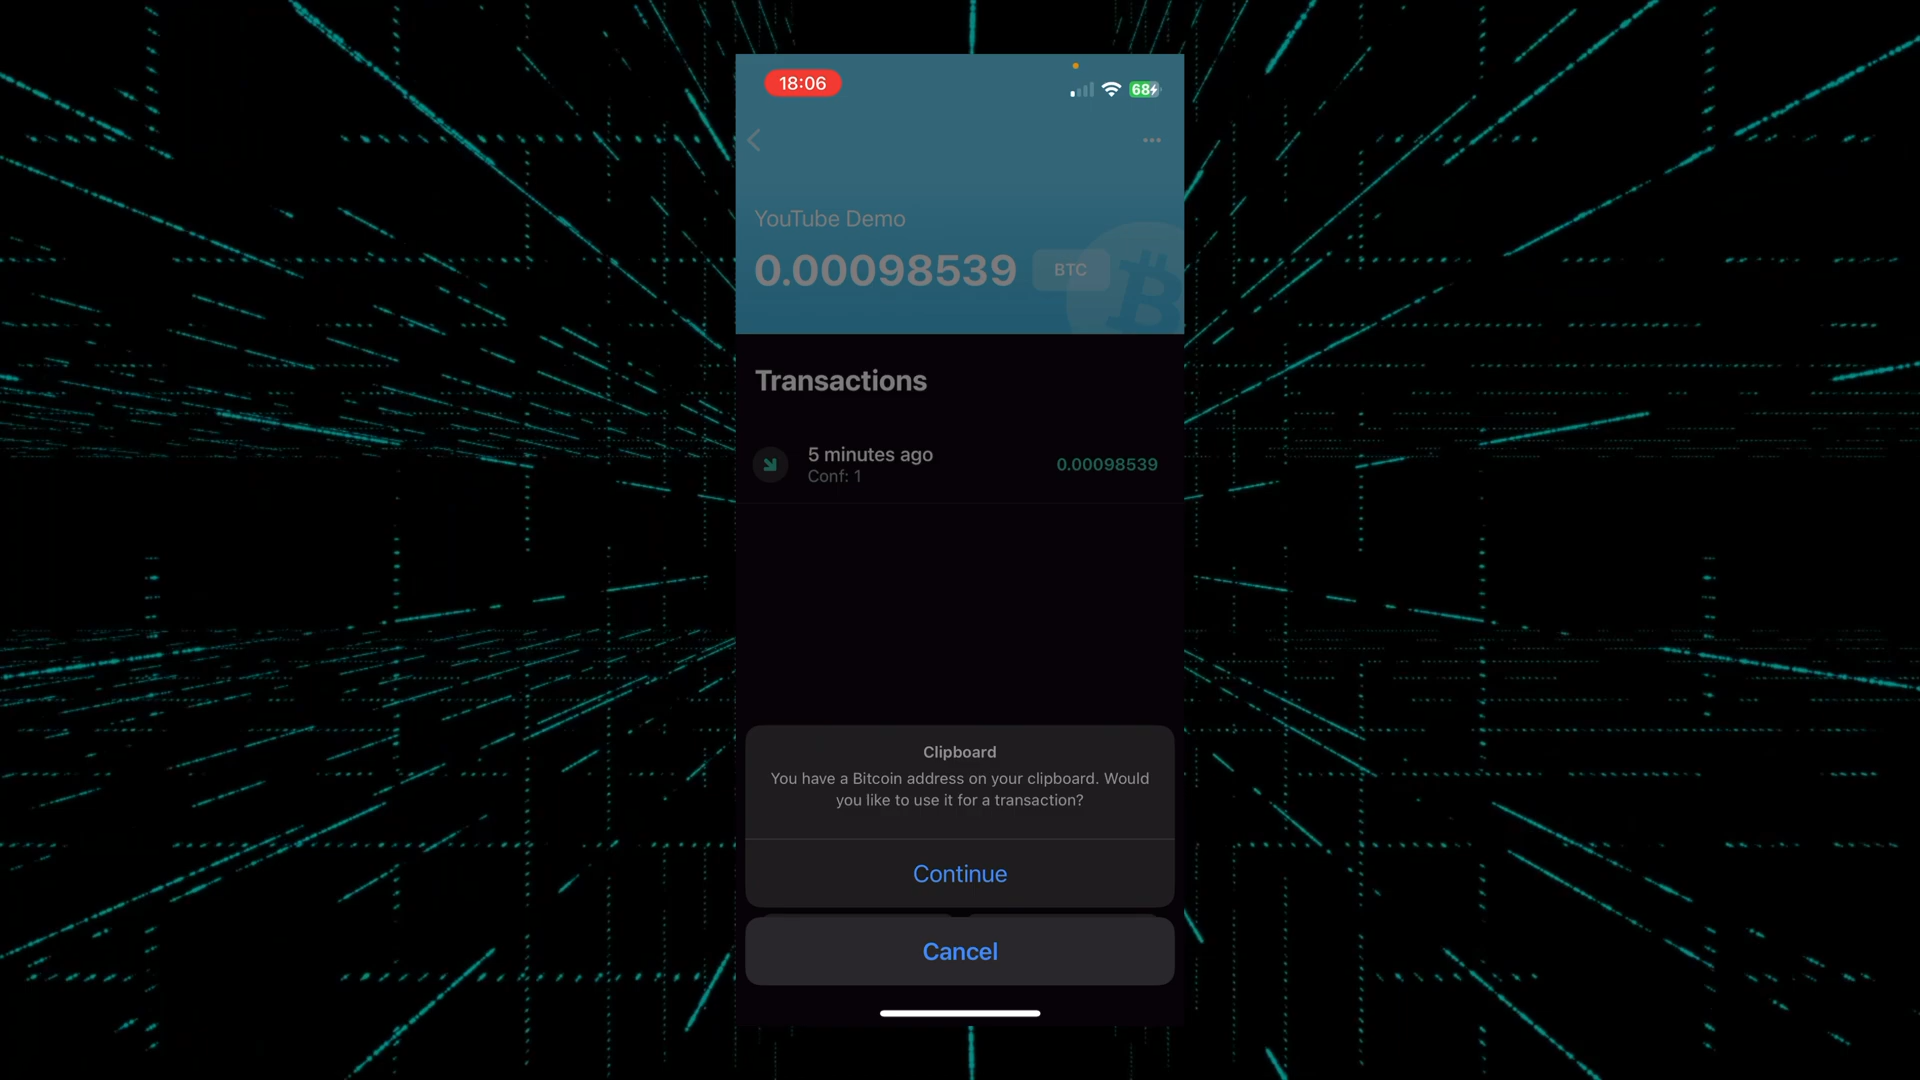 18:06
68
YouTube Demo
0.00098539
BTC
Transactions
5 minutes ago
0.00098539
Conf: 1
Clipboard
You have a Bitcoin address on your clipboard. Would
you like to use it for a transaction?
Continue
Cancel